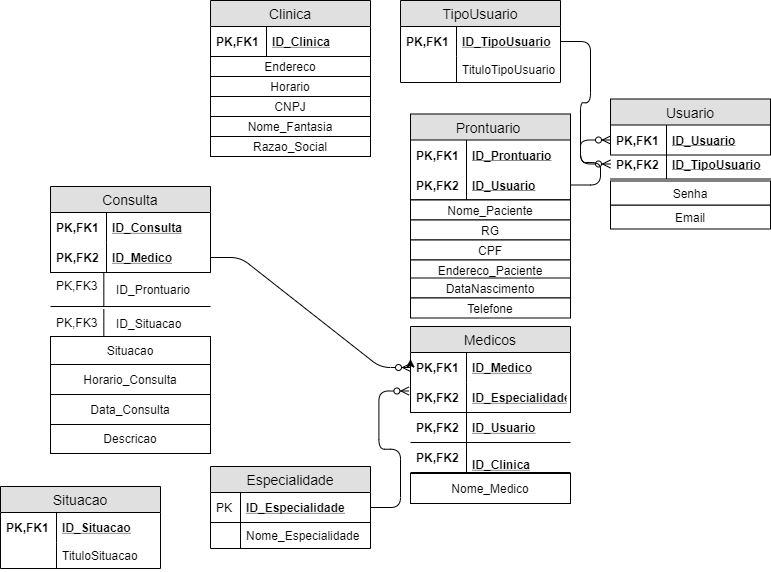 Clinica
PK,FK1 ID_Clinica
Endereco
Horario
CNPJ
Nome_Fantasia
Razao_Social
TipoUsuario
PK,FK1 ID_TipoUsuario
TituloTipoUsuario
Usuario
PK,FK1 ID_Usuario
PK,FK2 ID_TipoUsuario
Senha
Email
Prontuario
PK,FK1 ID_Prontuario
PK,FK2 ID_Usuario
Nome_Paciente
RG
CPF
Endereco_Paciente
DataNascimento
Telefone
Consulta
PK,FK1 ID_Consulta
PK,FK2 ID_Medico
PK,FK3 ID_Prontuario
PK,FK3 ID_Situacao
Situacao
Horario_Consulta
Data_Consulta
Descricao
Medicos
PK,FK1 ID_Medico
PK,FK2 ID_Especialidade
PK,FK2 ID_Usuario
PK,FK2 ID_Clinica
Nome_Medico
Especialidade
PK ID_Especialidade
Nome_Especialidade
Situacao
PK,FK1 ID_Situacao
TituloSituacao